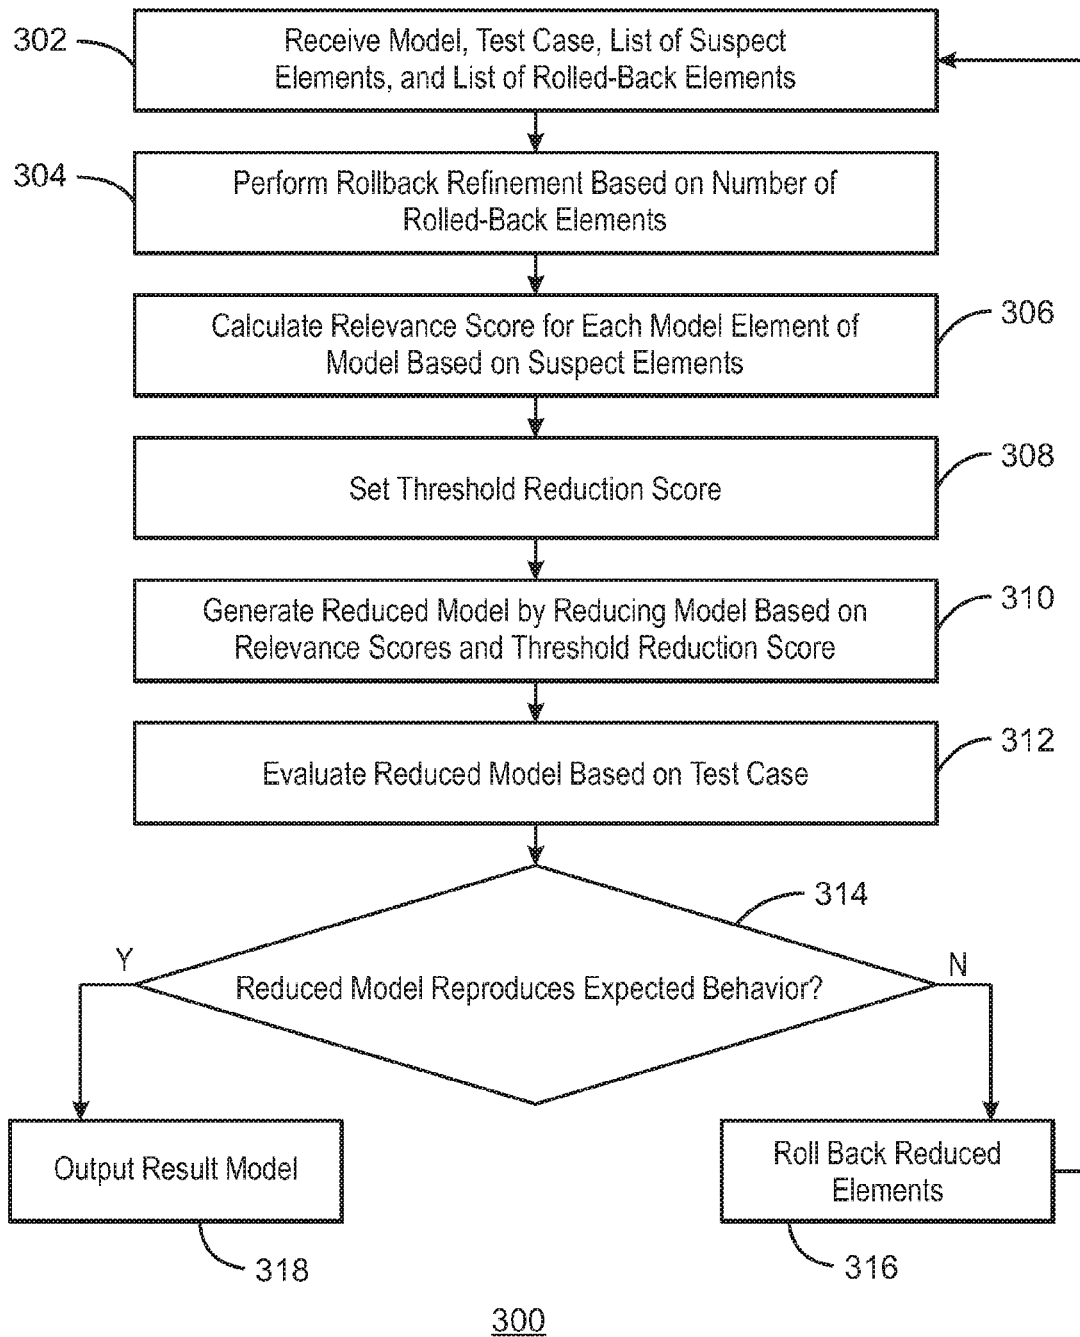 302
Receive Model, Test Case, List of Suspect
Elements, and List of Rolled-Back Elements
304
Perform Rollback Refinement Based on Number of
Rolled-Back Elements
Calculate Relevance Score for Each Model Element of
Model Based on Suspect Elements
306
Set Threshold Reduction Score
308
Generate Reduced Model by Reducing Model Based on
Relevance Scores and Threshold Reduction Score
310
Evaluate Reduced Model Based on Test Case
312
314
Y
Reduced Model Reproduces Expected Behavior?
N
Output Result Model
318
Roll Back Reduced
Elements
316
300